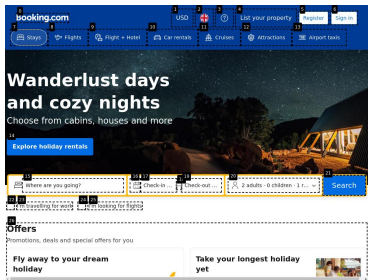 Booking.com
USD
List your property
Register
Sign in
Stays
Flights
Flight + Hotel
Car rentals
Cruises
Attractions
Airport taxis
Wanderlust days
and cozy nights
Choose from cabins, houses and more
Explore holiday rentals
Where are you going?
Check-in ...
Check-out ...
2 adults · 0 children · 1 r...
Search
I'm travelling for work
I'm looking for flights
Offers
Promotions, deals and special offers for you
Fly away to your dream
holiday
Take your longest holiday
yet